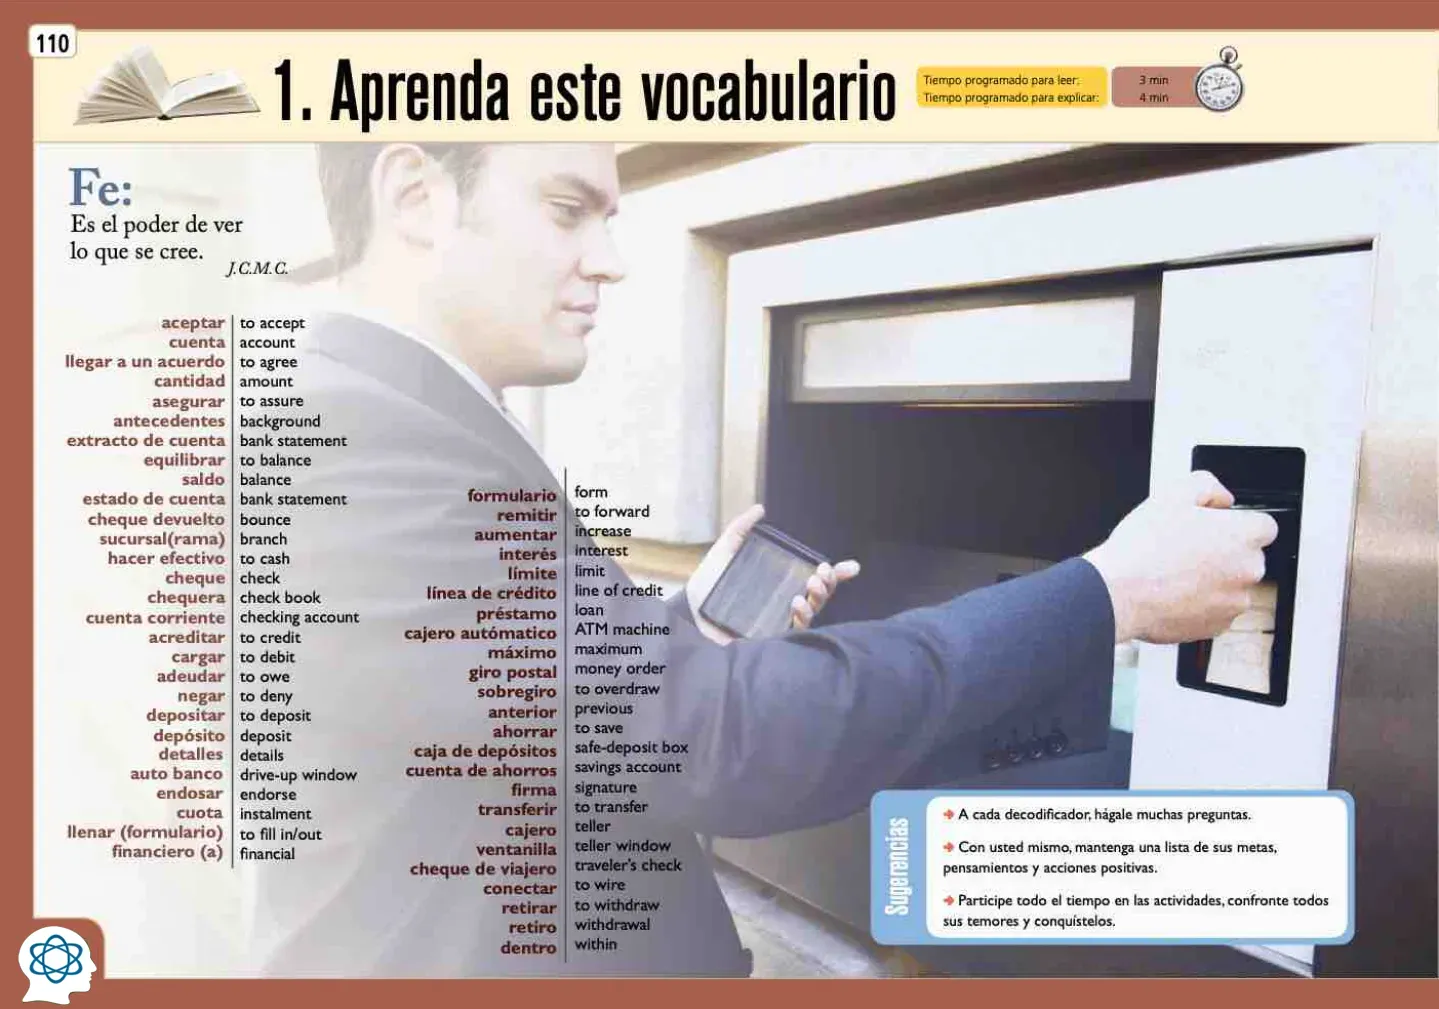 110
1. Aprenda este vocabulario
Tiempo programado para leer: 3 min
Tiempo programado para explicar: 4 min
Fe:
Es el poder de ver
lo que se cree.
J.C.M.C.
aceptar to accept
cuenta account
llegar a un acuerdo to agree
cantidad amount
asegurar to assure
antecedentes background
extracto de cuenta bank statement
equilibrar to balance
saldo balance
estado de cuenta bank statement
cheque devuelto bounce
sucursal(rama) branch
hacer efectivo to cash
cheque check
chequera check book
cuenta corriente checking account
acreditar to credit
cargar to debit
adeudar to owe
negar to deny
depositar to deposit
depósito deposit
detalles details
auto banco drive-up window
endosar endorse
cuota instalment
llenar (formulario) to fill in/out
financiero (a) financial
formulario form
remitir to forward
aumentar increase
interés interest
límite limit
línea de crédito line of credit
préstamo loan
cajero autómatico ATM machine
máximo maximum
giro postal money order
sobregiro to overdraw
anterior previous
ahorrar to save
caja de depósitos safe-deposit box
cuenta de ahorros savings account
firma signature
transferir to transfer
cajero teller
ventanilla teller window
cheque de viajero traveler's check
conectar to wire
retirar to withdraw
retiro withdrawal
dentro within
Sugerencias
➔ A cada decodificador, hágale muchas preguntas.
➔ Con usted mismo, mantenga una lista de sus metas,
pensamientos y acciones positivas.
➔ Participe todo el tiempo en las actividades, confronte todos
sus temores y conquístelos.